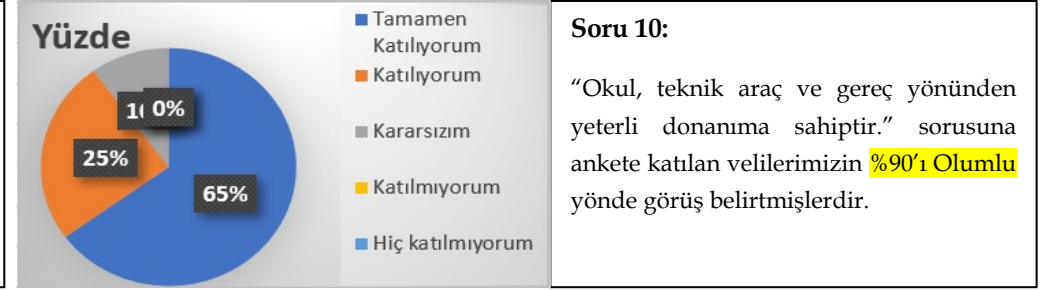 Yüzde
0%
25%
65%
Tamamen
Katılıyorum
Katılıyorum
Kararsızım
Katılmıyorum
Hiç katılmıyorum
Soru 10:
“Okul, teknik araç ve gereç yönünden
yeterli donanıma sahiptir.” sorusuna
ankete katılan velilerimizin %90’ı Olumlu
yönde görüş belirtmişlerdir.